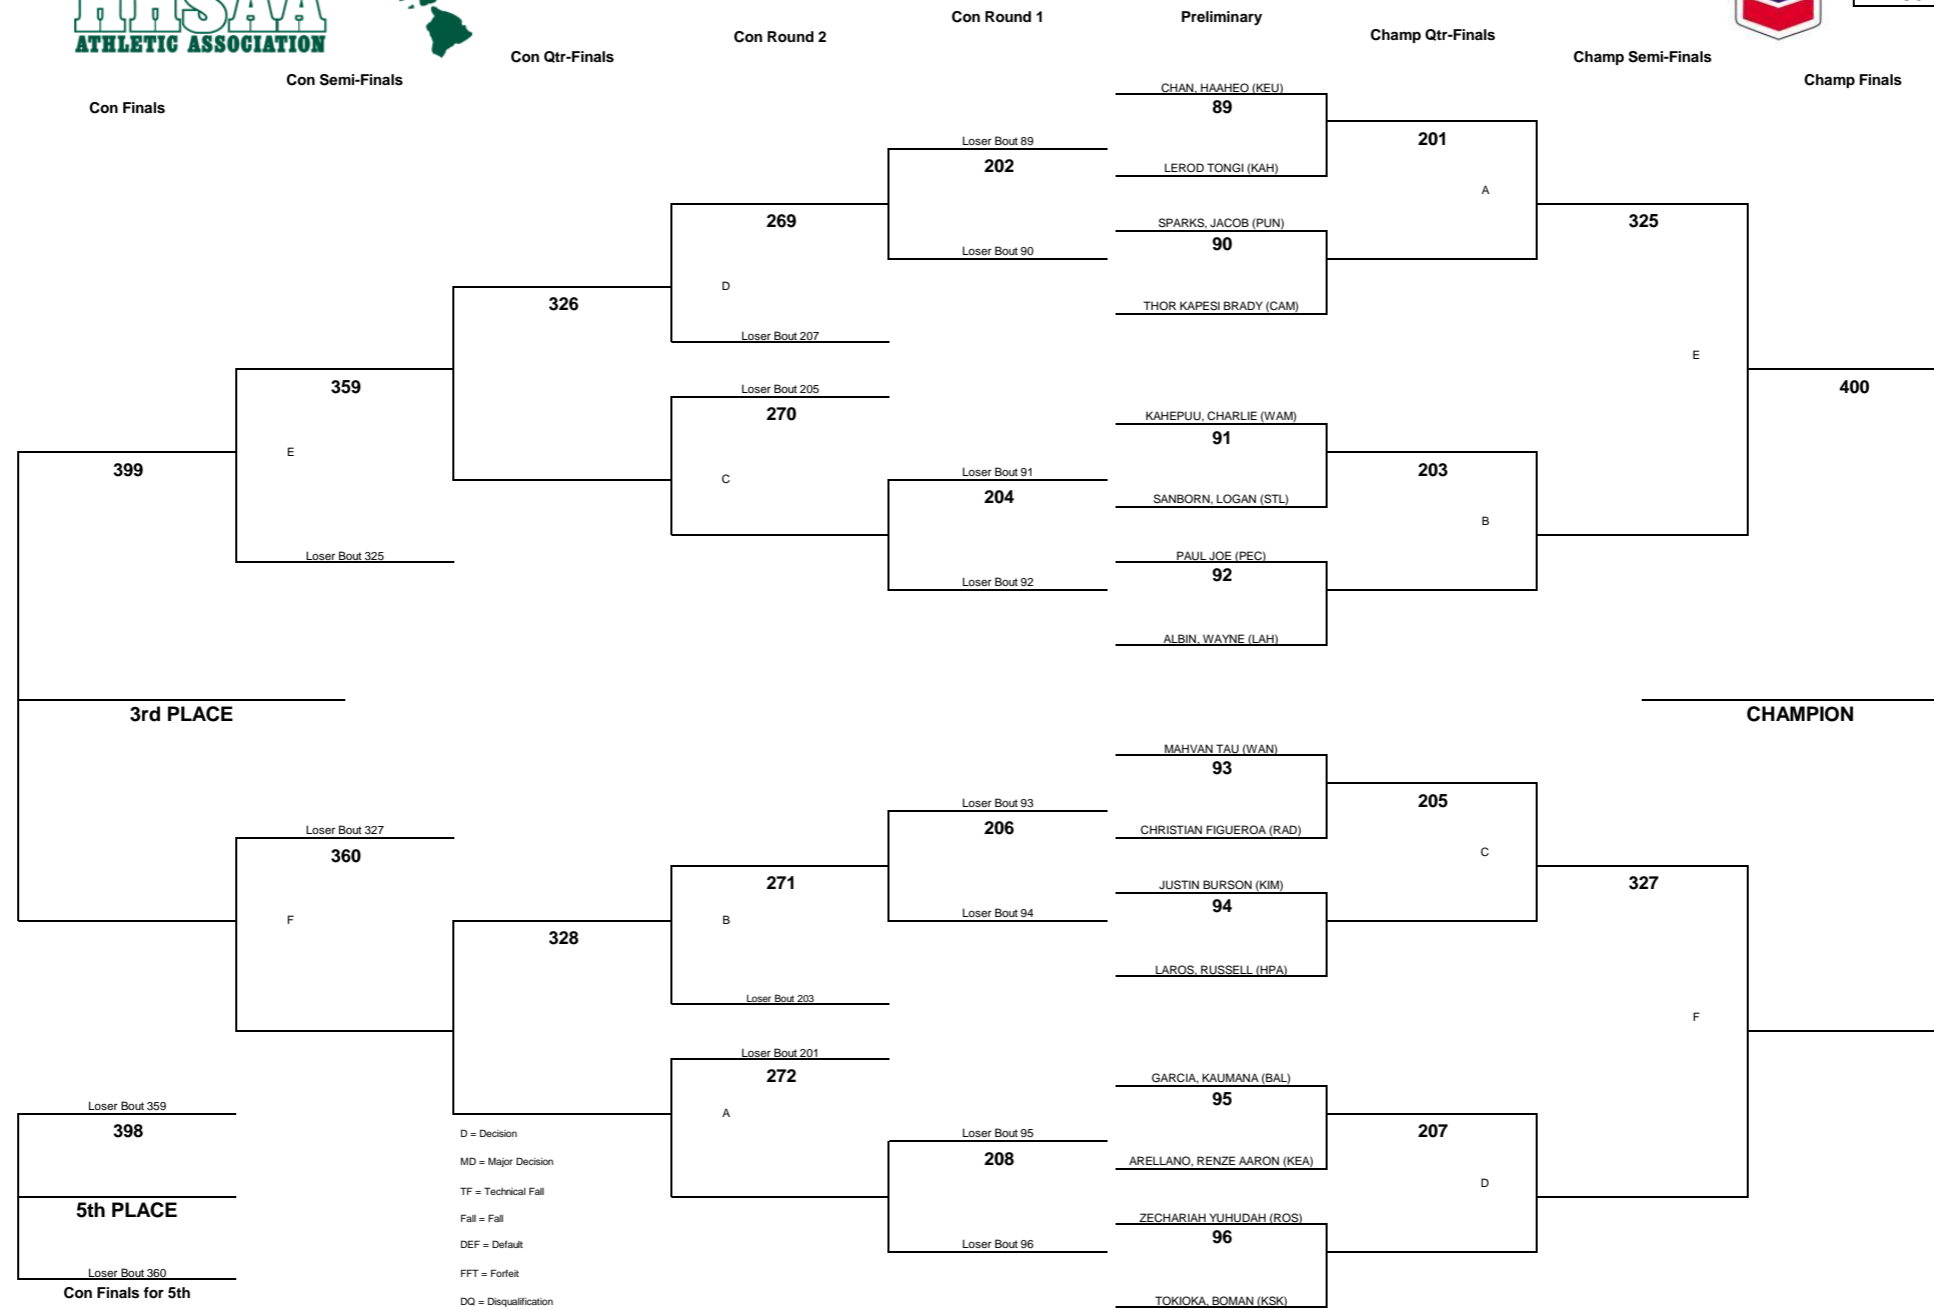 HHSAA
ATHLETIC ASSOCIATION
Con Finals
Con Semi-Finals
Con Qtr-Finals
Con Round 2
Con Round 1
Preliminary
Champ Qtr-Finals
Champ Semi-Finals
Champ Finals
CHAN, HAAHEO (KEU)
89
LEROD TONGI (KAH)
SPARKS, JACOB (PUN)
90
THOR KAPESI BRADY (CAM)
KAHEPUU, CHARLIE (WAM)
91
SANBORN, LOGAN (STL)
PAUL JOE (PEC)
92
ALBIN, WAYNE (LAH)
MAHVAN TAU (WAN)
93
CHRISTIAN FIGUEROA (RAD)
JUSTIN BURSON (KIM)
94
LAROS, RUSSELL (HPA)
GARCIA, KAUMANA (BAL)
95
ARELLANO, RENZE AARON (KEA)
ZECHARIAH YUHUDAH (ROS)
96
TOKIOKA, BOMAN (KSK)
201
A
203
B
205
C
207
D
325
E
327
F
400
CHAMPION
Loser Bout 89
202
Loser Bout 90
Loser Bout 91
204
Loser Bout 92
Loser Bout 93
206
Loser Bout 94
Loser Bout 95
208
Loser Bout 96
269
D
Loser Bout 207
Loser Bout 205
270
C
271
B
Loser Bout 203
Loser Bout 201
272
A
326
328
359
E
Loser Bout 325
Loser Bout 327
360
F
399
3rd PLACE
Loser Bout 359
398
5th PLACE
Loser Bout 360
Con Finals for 5th
D = Decision
MD = Major Decision
TF = Technical Fall
Fall = Fall
DEF = Default
FFT = Forfeit
DQ = Disqualification